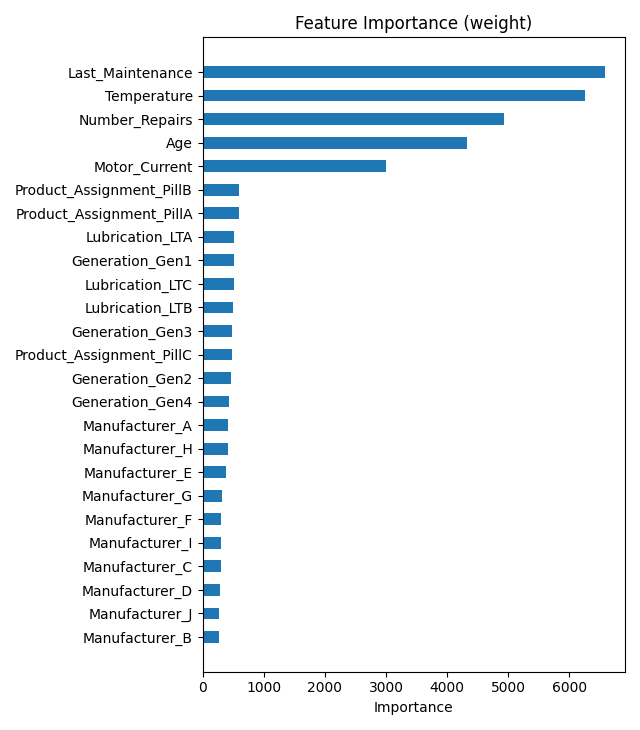 Feature Importance (weight)
Last_Maintenance
Temperature
Number_Repairs
Age
Motor_Current
Product_Assignment_PillB
Product_Assignment_PillA
Lubrication_LTA
Generation_Gen1
Lubrication_LTC
Lubrication_LTB
Generation_Gen3
Product_Assignment_PillC
Generation_Gen2
Generation_Gen4
Manufacturer_A
Manufacturer_H
Manufacturer_E
Manufacturer_G
Manufacturer_F
Manufacturer_I
Manufacturer_C
Manufacturer_D
Manufacturer_J
Manufacturer_B
0 1000 2000 3000 4000 5000 6000
Importance